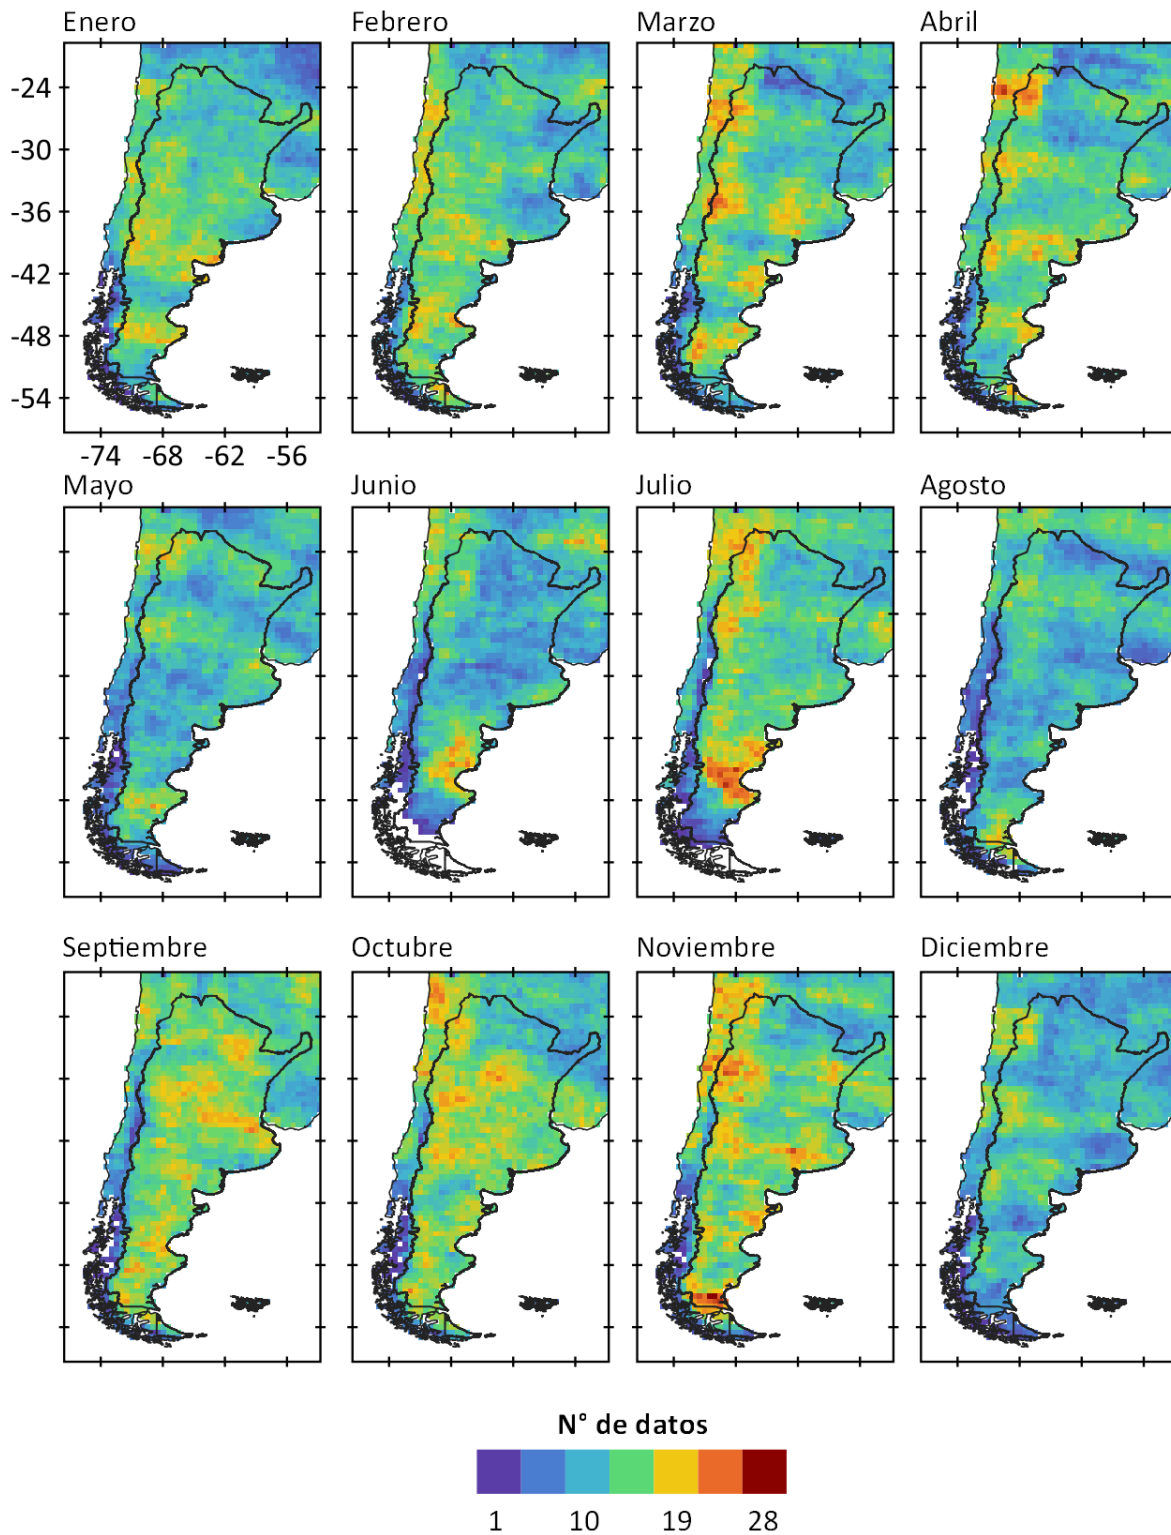 Enero Febrero Marzo Abril
-24
-30
-36
-42
-48
-54
-74 -68 -62 -56
Mayo Junio Julio Agosto
Septiembre Octubre Noviembre Diciembre
N° de datos
1 10 19 28